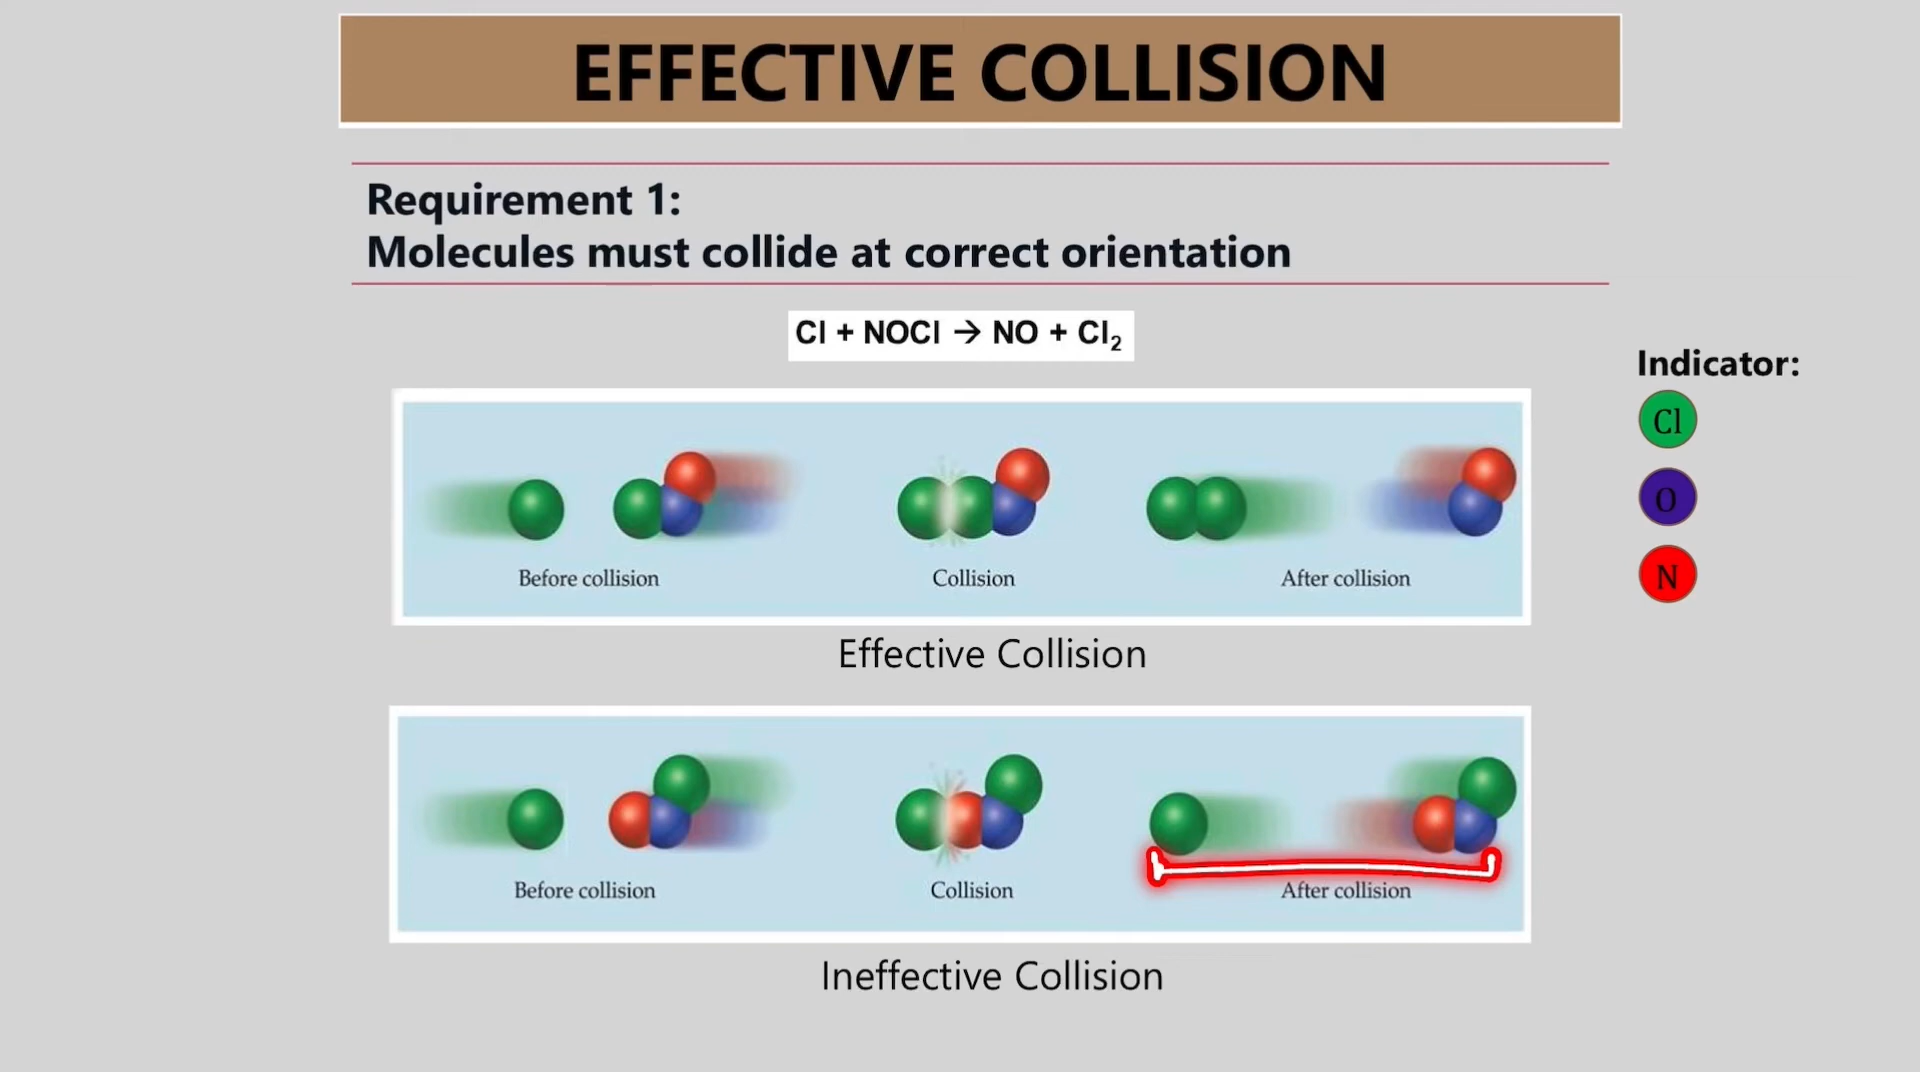 EFFECTIVE COLLISION
Requirement 1:
Molecules must collide at correct orientation
Cl + NOCl → NO + Cl₂
Indicator:
Cl
O
N
Before collision
Collision
After collision
Effective Collision
Before collision
Collision
After collision
Ineffective Collision